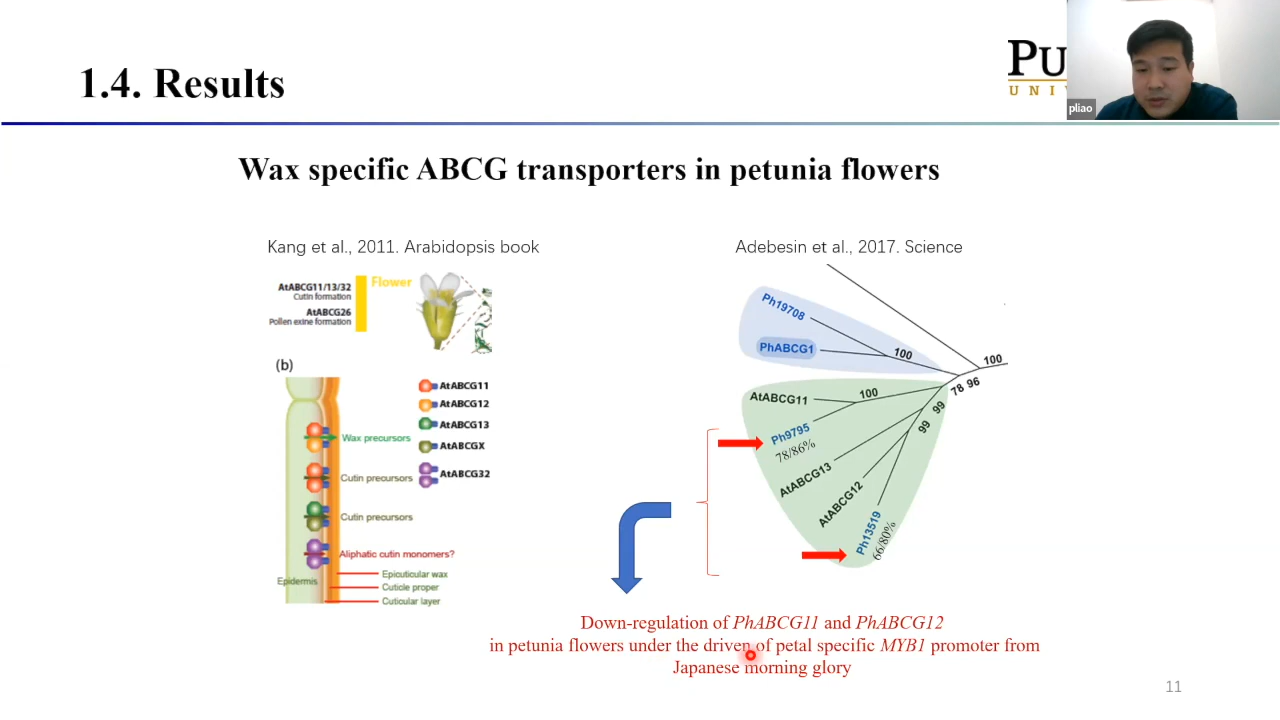 1.4. Results
pliao
Wax specific ABCG transporters in petunia flowers
Kang et al., 2011. Arabidopsis book
AtABCG11/13/32
Cutin formation
AtABCG26
Pollen exine formation
Flower
(b)
AtABCG11
AtABCG12
AtABCG13
AtABCGX
AtABCG32
Wax precursors
Cutin precursors
Cutin precursors
Aliphatic cutin monomers?
Epidermis
Epicuticular wax
Cuticle proper
Cuticular layer
Adebesin et al., 2017. Science
Ph19708
PhABCG1
100
100
78 96
AtABCG11
100
99
99
Ph9795
78/86%
AtABCG13
AtABCG12
Ph13519
66/80%
Down-regulation of PhABCG11 and PhABCG12
in petunia flowers under the driven of petal specific MYB1 promoter from
Japanese morning glory
11